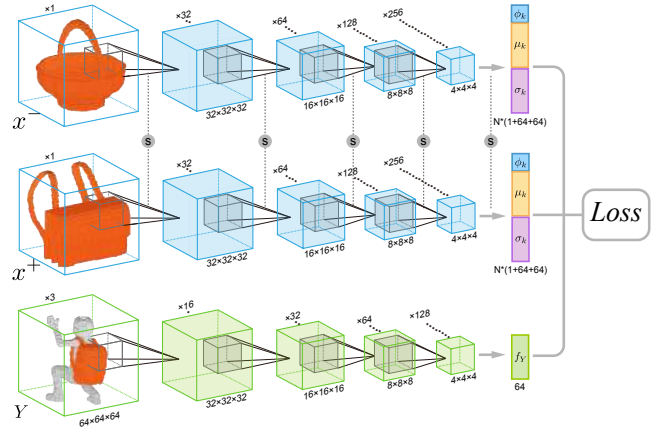 ×1
×32
×64
×128
×256
ϕₖ
μₖ
σₖ
x⁻
32×32×32
16×16×16
8×8×8
4×4×4
N*(1+64+64)
S
S
S
S
S
×1
×32
×64
×128
×256
ϕₖ
μₖ
σₖ
Loss
x⁺
32×32×32
16×16×16
8×8×8
4×4×4
N*(1+64+64)
×3
×16
×32
×64
×128
f_Y
Y
64×64×64
32×32×32
16×16×16
8×8×8
4×4×4
64